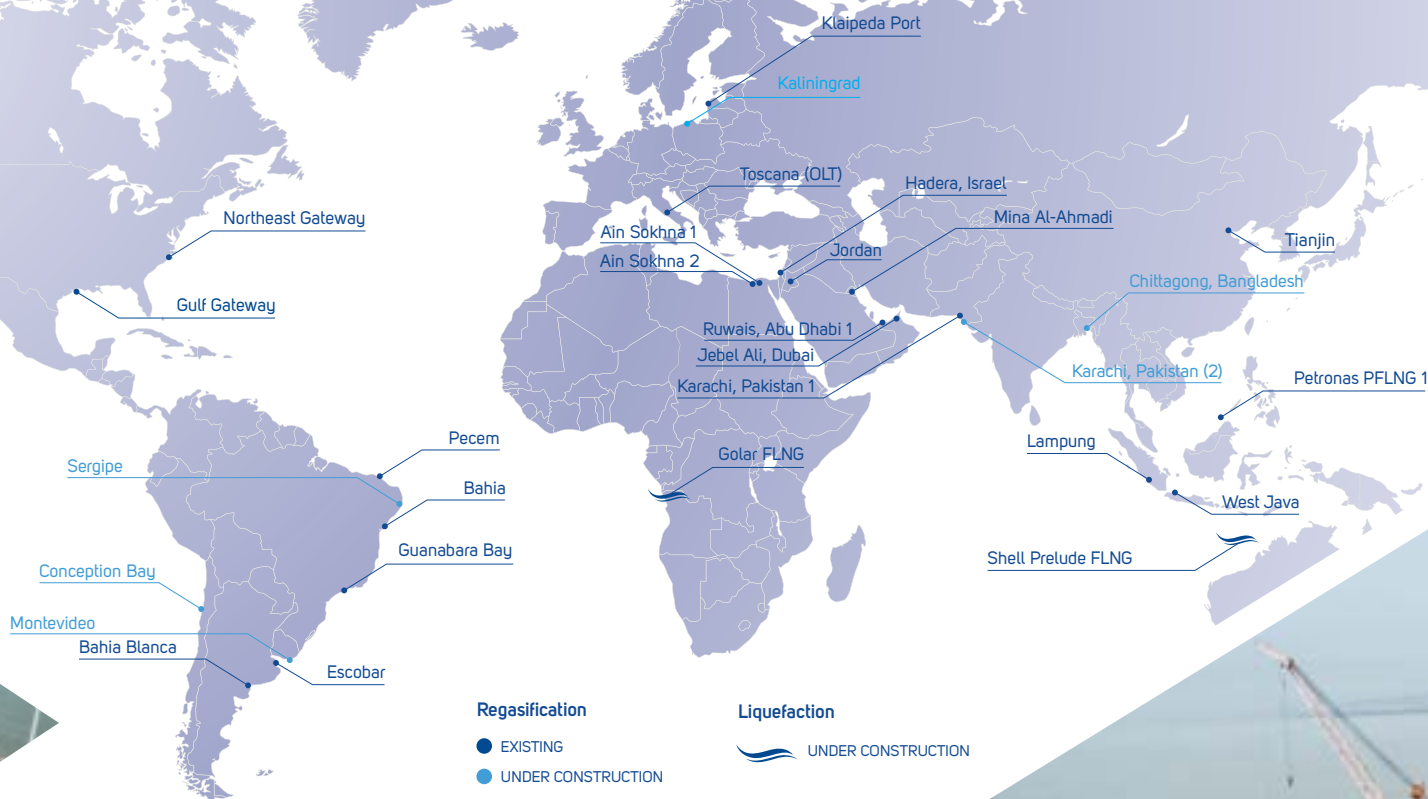 Klaipeda Port
Kaliningrad
Toscana (OLT)
Hadera, Israel
Northeast Gateway
Mina Al-Ahmadi
Ain Sokhna 1
Jordan
Tianjin
Ain Sokhna 2
Chittagong, Bangladesh
Gulf Gateway
Ruwais, Abu Dhabi 1
Jebel Ali, Dubai
Karachi, Pakistan (2)
Karachi, Pakistan 1
Petronas PFLNG 1
Pecem
Lampung
Golar FLNG
Sergipe
Bahia
West Java
Guanabara Bay
Shell Prelude FLNG
Conception Bay
Montevideo
Bahia Blanca
Escobar
Regasification
EXISTING
UNDER CONSTRUCTION
Liquefaction
UNDER CONSTRUCTION